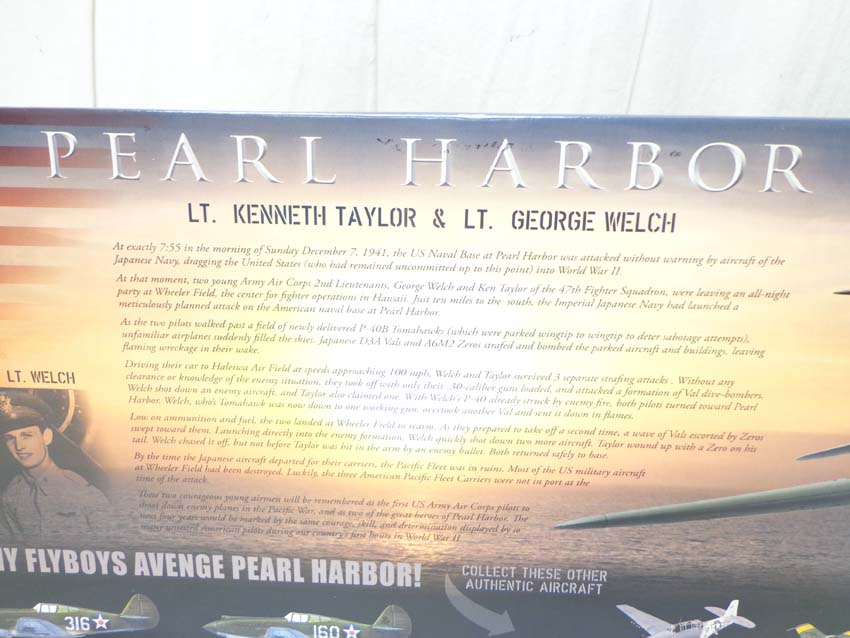 PEARL HARBOR
LT. KENNETH TAYLOR & LT. GEORGE WELCH
At exactly 7:55 in the morning of Sunday December 7, 1941, the US Naval Base at Pearl Harbor was attacked without warning by aircraft of the
Japanese Navy, dragging the United States (who had remained uncommitted up to this point) into World War II.
At that moment, two young Army Air Corps 2nd Lieutenants, George Welch and Ken Taylor of the 47th Fighter Squadron, were leaving an all-night
party at Wheeler Field, the center for fighter operations in Hawaii. Just ten miles to the south, the Imperial Japanese Navy had launched a
meticulously planned attack on the American naval base at Pearl Harbor.
As the two pilots walked past a field of newly delivered P-40B Tomahawks (which were parked wingtip to wingtip to deter sabotage attempts),
unfamiliar airplanes suddenly filled the skies. Japanese D3A Vals and A6M2 Zeros strafed and bombed the parked aircraft and buildings, leaving
flaming wreckage in their wake.
Driving their car to Haleiwa Air Field at speeds approaching 100 mph, Welch and Taylor survived 3 separate strafing attacks . Without any
clearance or knowledge of the enemy situation, they took off with only their .30-caliber guns loaded, and attacked a formation of Val dive-bombers.
Welch shot down an enemy aircraft, and Taylor also claimed one. With Welch's P-40 already struck by enemy fire, both pilots turned toward Pearl
Harbor. Welch, who's Tomahawk was now down to one working gun, overtook another Val and sent it down in flames.
Low on ammunition and fuel, the two landed at Wheeler Field to rearm. As they prepared to take off a second time, a wave of Vals escorted by Zeros
swept toward them. Launching directly into the enemy formation, Welch quickly shot down two more aircraft. Taylor wound up with a Zero on his
tail. Welch chased it off, but not before Taylor was hit in the arm by an enemy bullet. Both returned safely to base.
By the time the Japanese aircraft departed for their carriers, the Pacific Fleet was in ruins. Most of the US military aircraft
at Wheeler Field had been destroyed. Luckily, the three American Pacific Fleet Carriers were not in port at the
time of the attack.
These two courageous young airmen will be remembered as the first US Army Air Corps pilots to
shoot down enemy planes in the Pacific War, and as two of the great heroes of Pearl Harbor. The
next four years would be marked by the same courage, skill, and determination displayed by so
many untested American pilots during our country's first hours in World War II.
LT. WELCH
FLYBOYS AVENGE PEARL HARBOR!
COLLECT THESE OTHER
AUTHENTIC AIRCRAFT
316
160